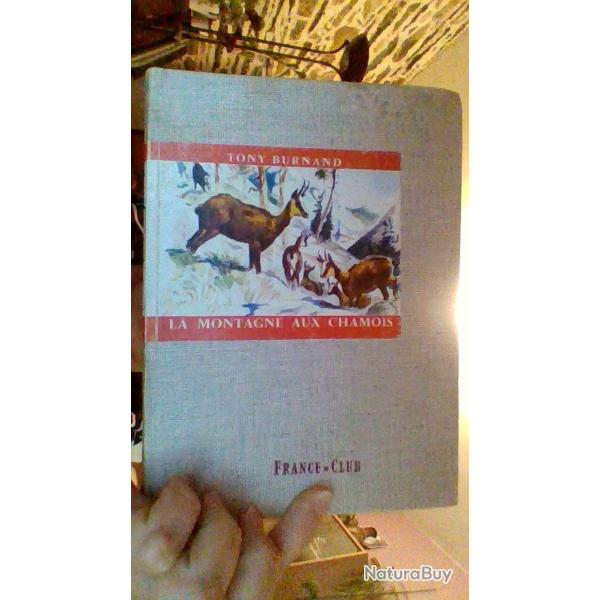 TONY BURNAND
LA MONTAGNE AUX CHAMOIS
FRANCE-CLUB
NaturaBuy